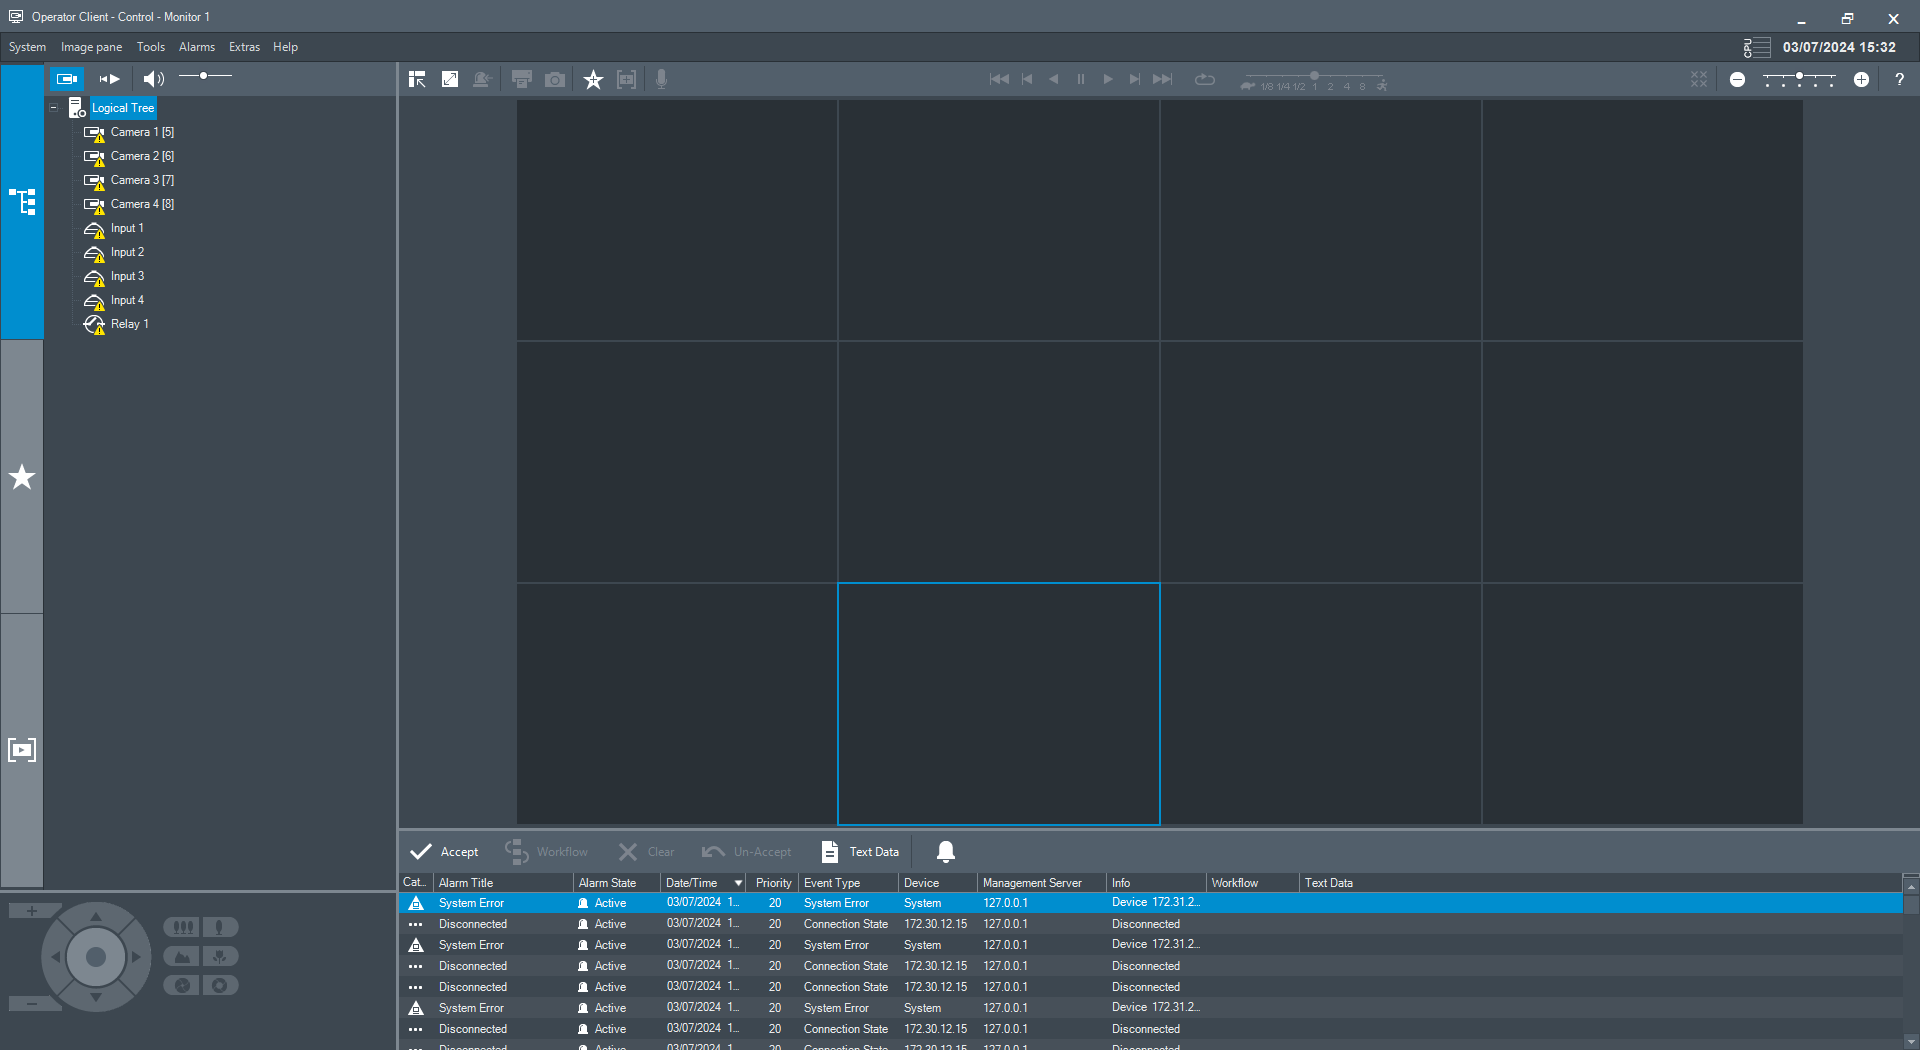 Operator Client - Control - Monitor 1
System Image pane Tools Alarms Extras Help
CPU 03/07/2024 15:32
1/8 1/4 1/2 1 2 4 8
?
Logical Tree
Camera 1 [5]
Camera 2 [6]
Camera 3 [7]
Camera 4 [8]
Input 1
Input 2
Input 3
Input 4
Relay 1
Accept Workflow Clear Un-Accept Text Data
Cat... Alarm Title Alarm State Date/Time Priority Event Type Device Management Server Info Workflow Text Data
System Error Active 03/07/2024 1... 20 System Error System 127.0.0.1 Device 172.31.2...
Disconnected Active 03/07/2024 1... 20 Connection State 172.30.12.15 127.0.0.1 Disconnected
System Error Active 03/07/2024 1... 20 System Error System 127.0.0.1 Device 172.31.2...
Disconnected Active 03/07/2024 1... 20 Connection State 172.30.12.15 127.0.0.1 Disconnected
Disconnected Active 03/07/2024 1... 20 Connection State 172.30.12.15 127.0.0.1 Disconnected
System Error Active 03/07/2024 1... 20 System Error System 127.0.0.1 Device 172.31.2...
Disconnected Active 03/07/2024 1... 20 Connection State 172.30.12.15 127.0.0.1 Disconnected
Disconnected Active 03/07/2024 1... 20 Connection State 172.30.12.15 127.0.0.1 Disconnected